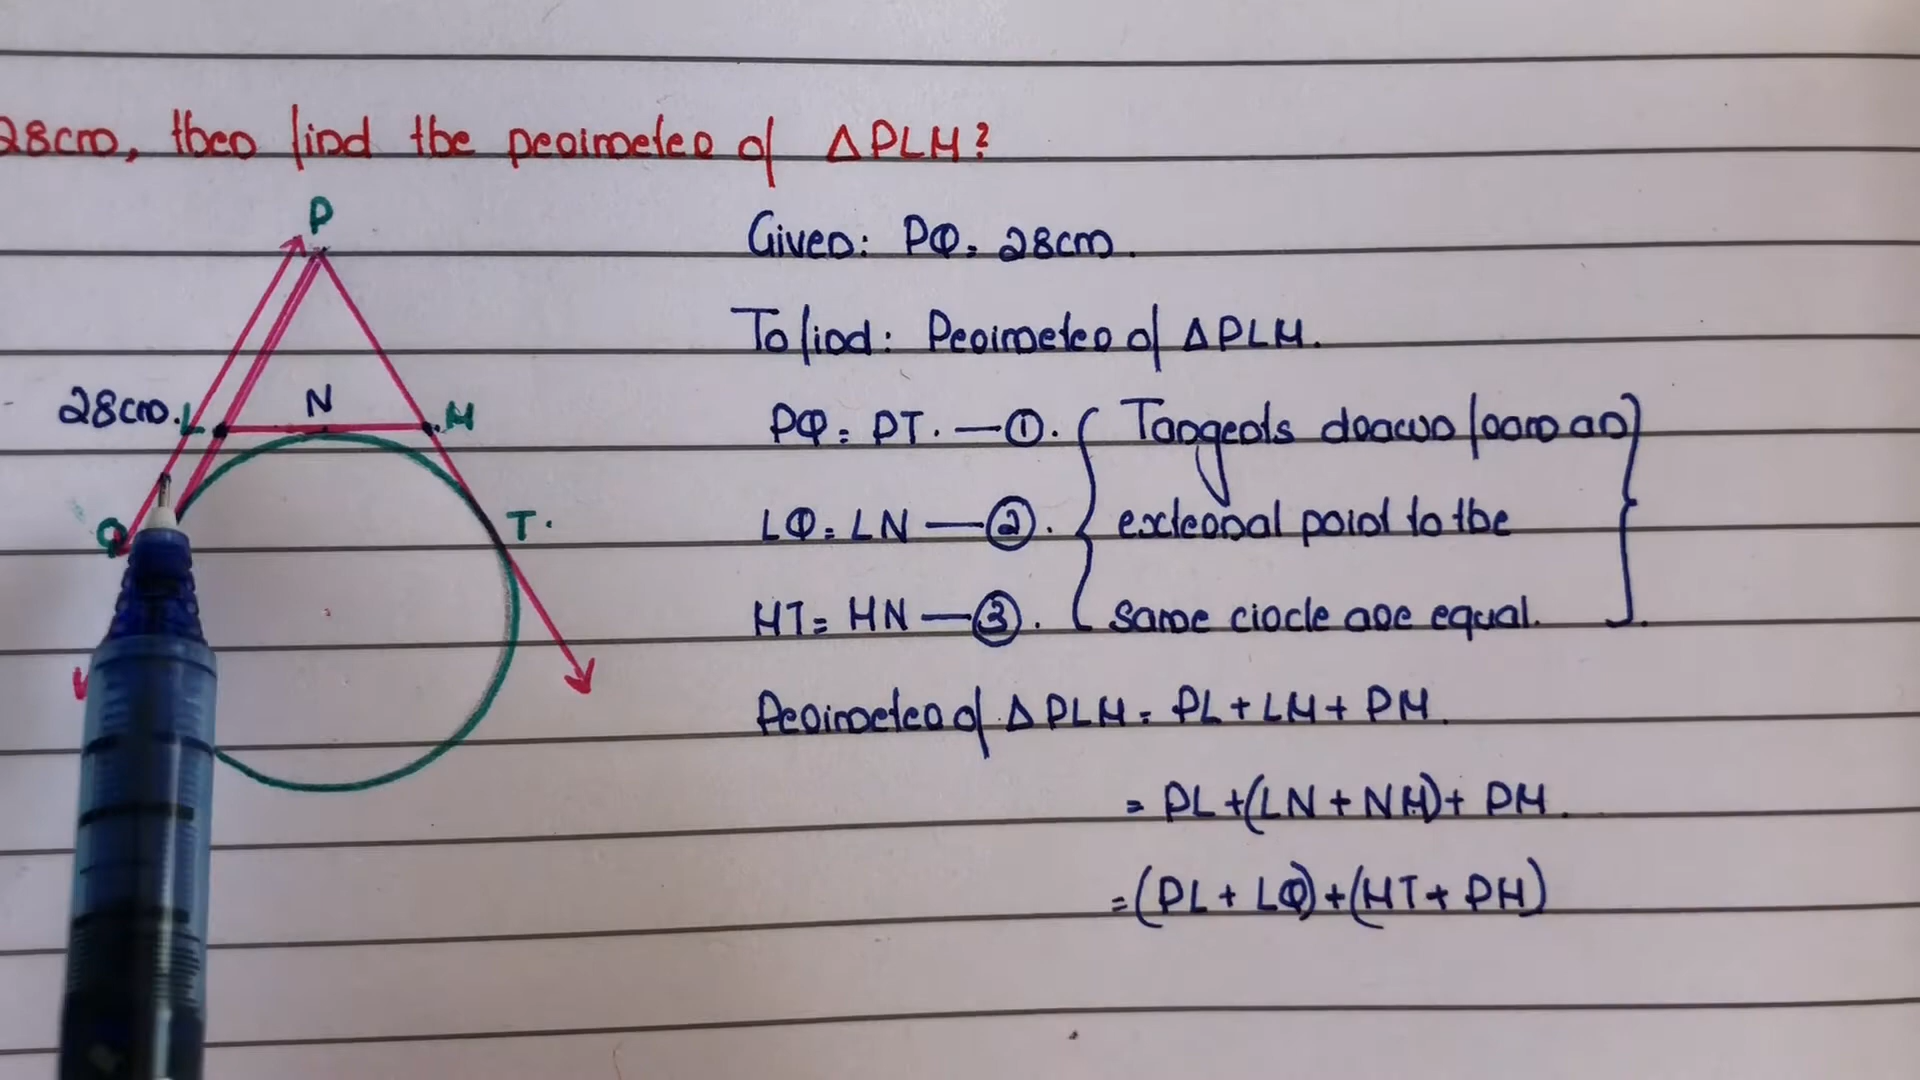 28cm, then find the perimeter of ΔPLM?
P
Given: PQ = 28cm.
To find: Perimeter of ΔPLM.
28cm. L N M
PQ = PT. — ①. { Tangents drawn from an }
Q T.
LQ = LN — ②. external point to the
MT = MN — ③. same circle are equal.
Perimeter of ΔPLM = PL + LM + PM.
= PL + (LN + NM) + PM.
= (PL + LQ) + (MT + PM)